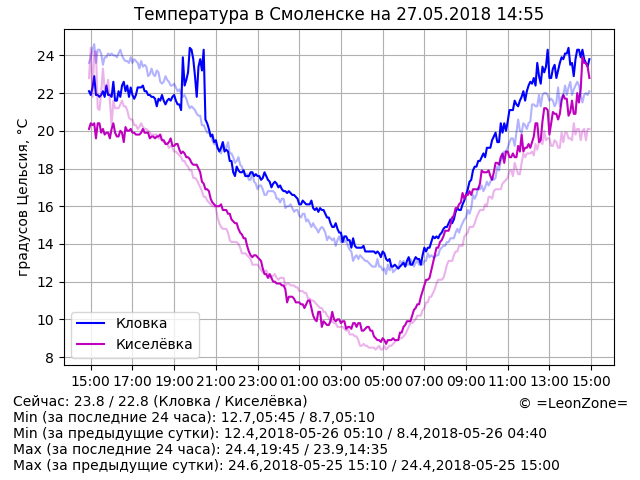 Температура в Смоленске на 27.05.2018 14:55
градусов Цельсия, °C
24
22
20
18
16
14
12
10
8
Кловка
Киселёвка
15:00 17:00 19:00 21:00 23:00 01:00 03:00 05:00 07:00 09:00 11:00 13:00 15:00
Сейчас: 23.8 / 22.8 (Кловка / Киселёвка)
© =LeonZone=
Min (за последние 24 часа): 12.7,05:45 / 8.7,05:10
Min (за предыдущие сутки): 12.4,2018-05-26 05:10 / 8.4,2018-05-26 04:40
Max (за последние 24 часа): 24.4,19:45 / 23.9,14:35
Max (за предыдущие сутки): 24.6,2018-05-25 15:10 / 24.4,2018-05-25 15:00